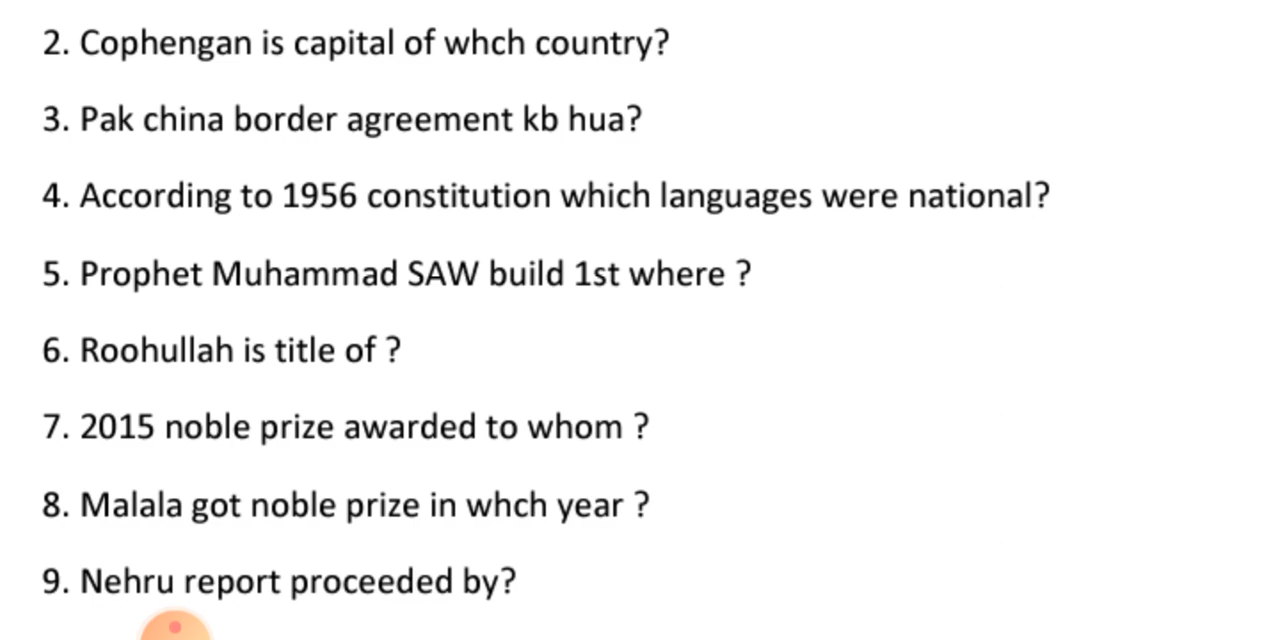 2. Cophengan is capital of whch country?
3. Pak china border agreement kb hua?
4. According to 1956 constitution which languages were national?
5. Prophet Muhammad SAW build 1st where ?
6. Roohullah is title of ?
7. 2015 noble prize awarded to whom ?
8. Malala got noble prize in whch year ?
9. Nehru report proceeded by?